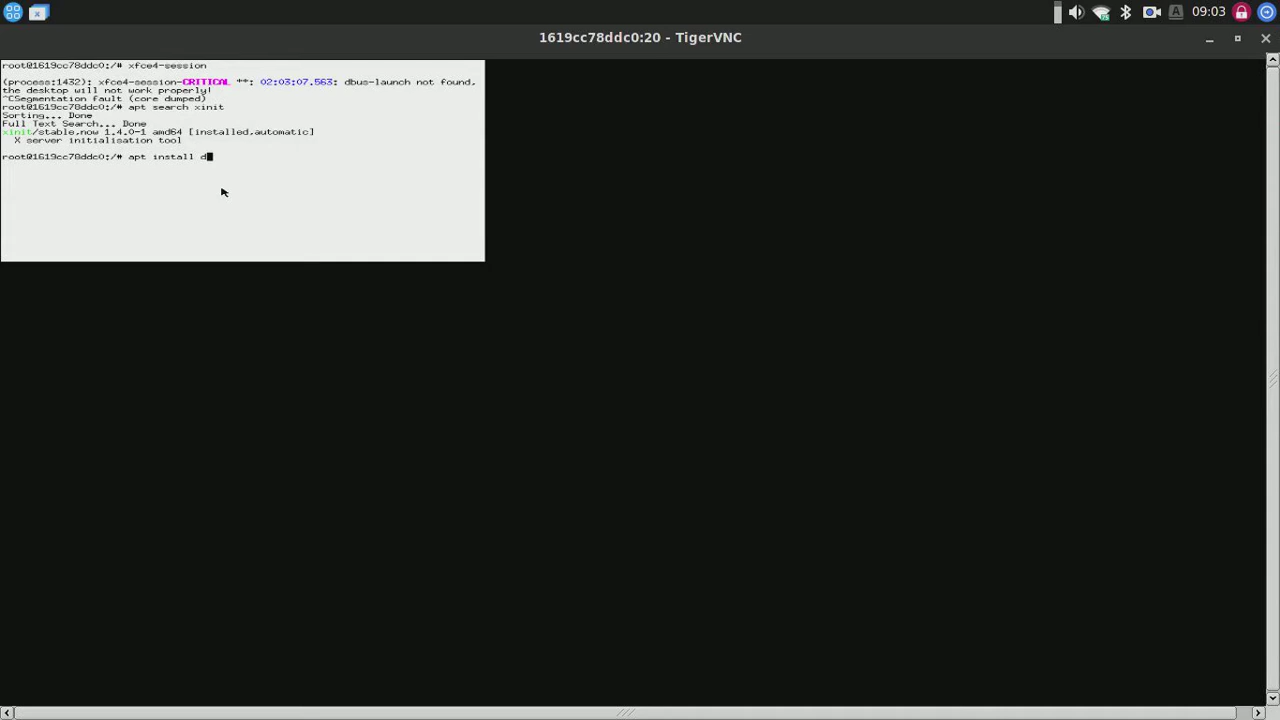 09:03
1619cc78ddc0:20 - TigerVNC
root@1619cc78ddc0:/# xfce4-session
(process:1432): xfce4-session-CRITICAL **: 02:03:07.563: dbus-launch not found,
the desktop will not work properly!
^CSegmentation fault (core dumped)
root@1619cc78ddc0:/# apt search xinit
Sorting... Done
Full Text Search... Done
xinit/stable,now 1.4.0-1 amd64 [installed,automatic]
X server initialisation tool
root@1619cc78ddc0:/# apt install d